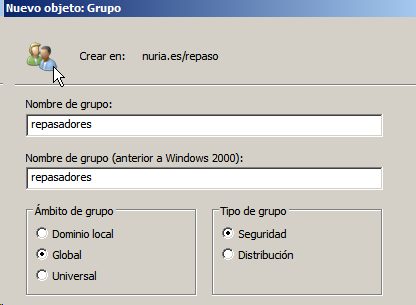 Nuevo objeto: Grupo
Crear en: nuria.es/repaso
Nombre de grupo:
repasadores
Nombre de grupo (anterior a Windows 2000):
repasadores
Ámbito de grupo
Dominio local
Global
Universal
Tipo de grupo
Seguridad
Distribución